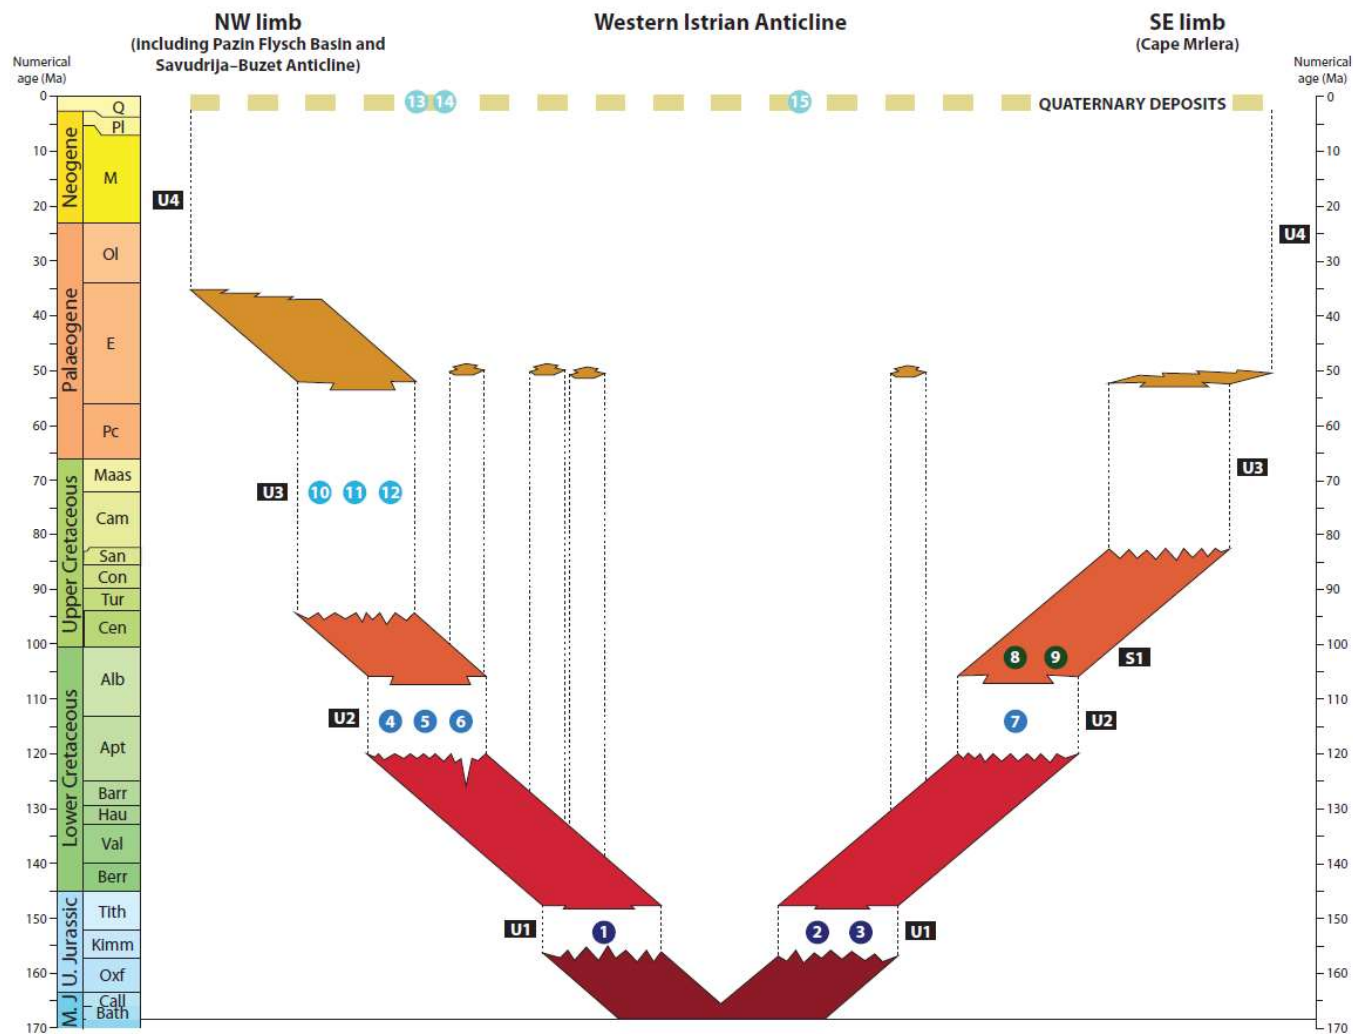 NW limb
(including Pazin Flysch Basin and
Savudrija–Buzet Anticline)
Western Istrian Anticline
SE limb
(Cape Mrlera)
Numerical
age (Ma)
Numerical
age (Ma)
0
10
20
30
40
50
60
70
80
90
100
110
120
130
140
150
160
170
Neogene
Palaeogene
Upper Cretaceous
Lower Cretaceous
U. Jurassic
M. J
Q
Pl
M
Ol
E
Pc
Maas
Cam
San
Con
Tur
Cen
Alb
Apt
Barr
Hau
Val
Berr
Tith
Kimm
Oxf
Call
Bath
13 14 15
QUATERNARY DEPOSITS
U4
U4
U3 10 11 12
U3
8 9 S1
U2 4 5 6
7 U2
U1 1
2 3 U1
0
10
20
30
40
50
60
70
80
90
100
110
120
130
140
150
160
170